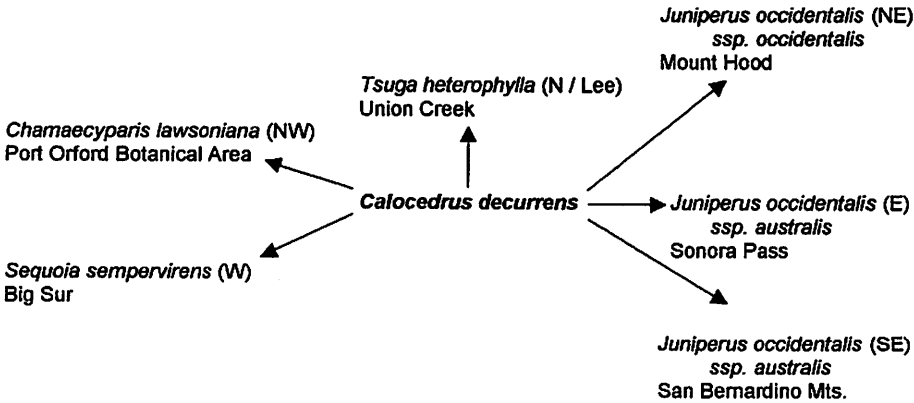 Juniperus occidentalis (NE)
ssp. occidentalis
Mount Hood
Tsuga heterophylla (N / Lee)
Union Creek
Chamaecyparis lawsoniana (NW)
Port Orford Botanical Area
Calocedrus decurrens
Juniperus occidentalis (E)
ssp. australis
Sonora Pass
Sequoia sempervirens (W)
Big Sur
Juniperus occidentalis (SE)
ssp. australis
San Bernardino Mts.